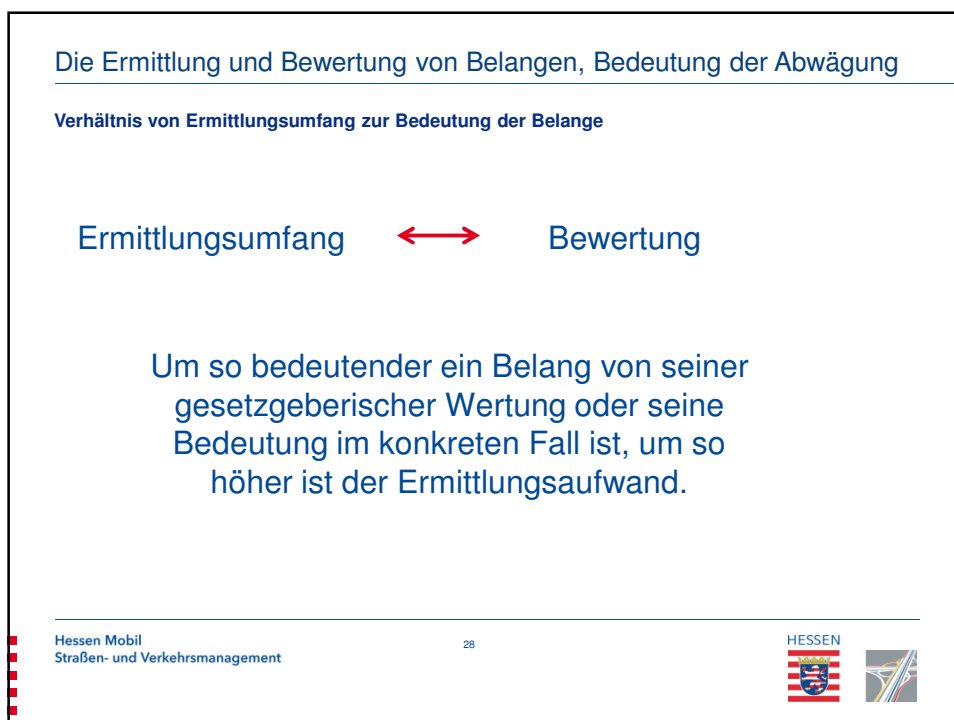 Die Ermittlung und Bewertung von Belangen, Bedeutung der Abwägung
Verhältnis von Ermittlungsumfang zur Bedeutung der Belange
Ermittlungsumfang Bewertung
Um so bedeutender ein Belang von seiner
gesetzgeberischer Wertung oder seine
Bedeutung im konkreten Fall ist, um so
höher ist der Ermittlungsaufwand.
Hessen Mobil
Straßen- und Verkehrsmanagement
28
HESSEN